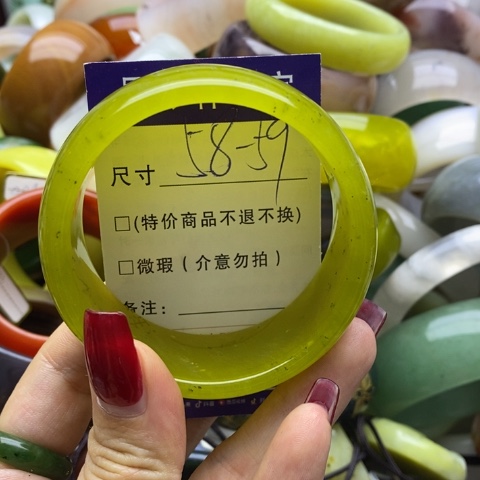 尺寸 58-59
□(特价商品不退不换)
□微瑕(介意勿拍)
备注: